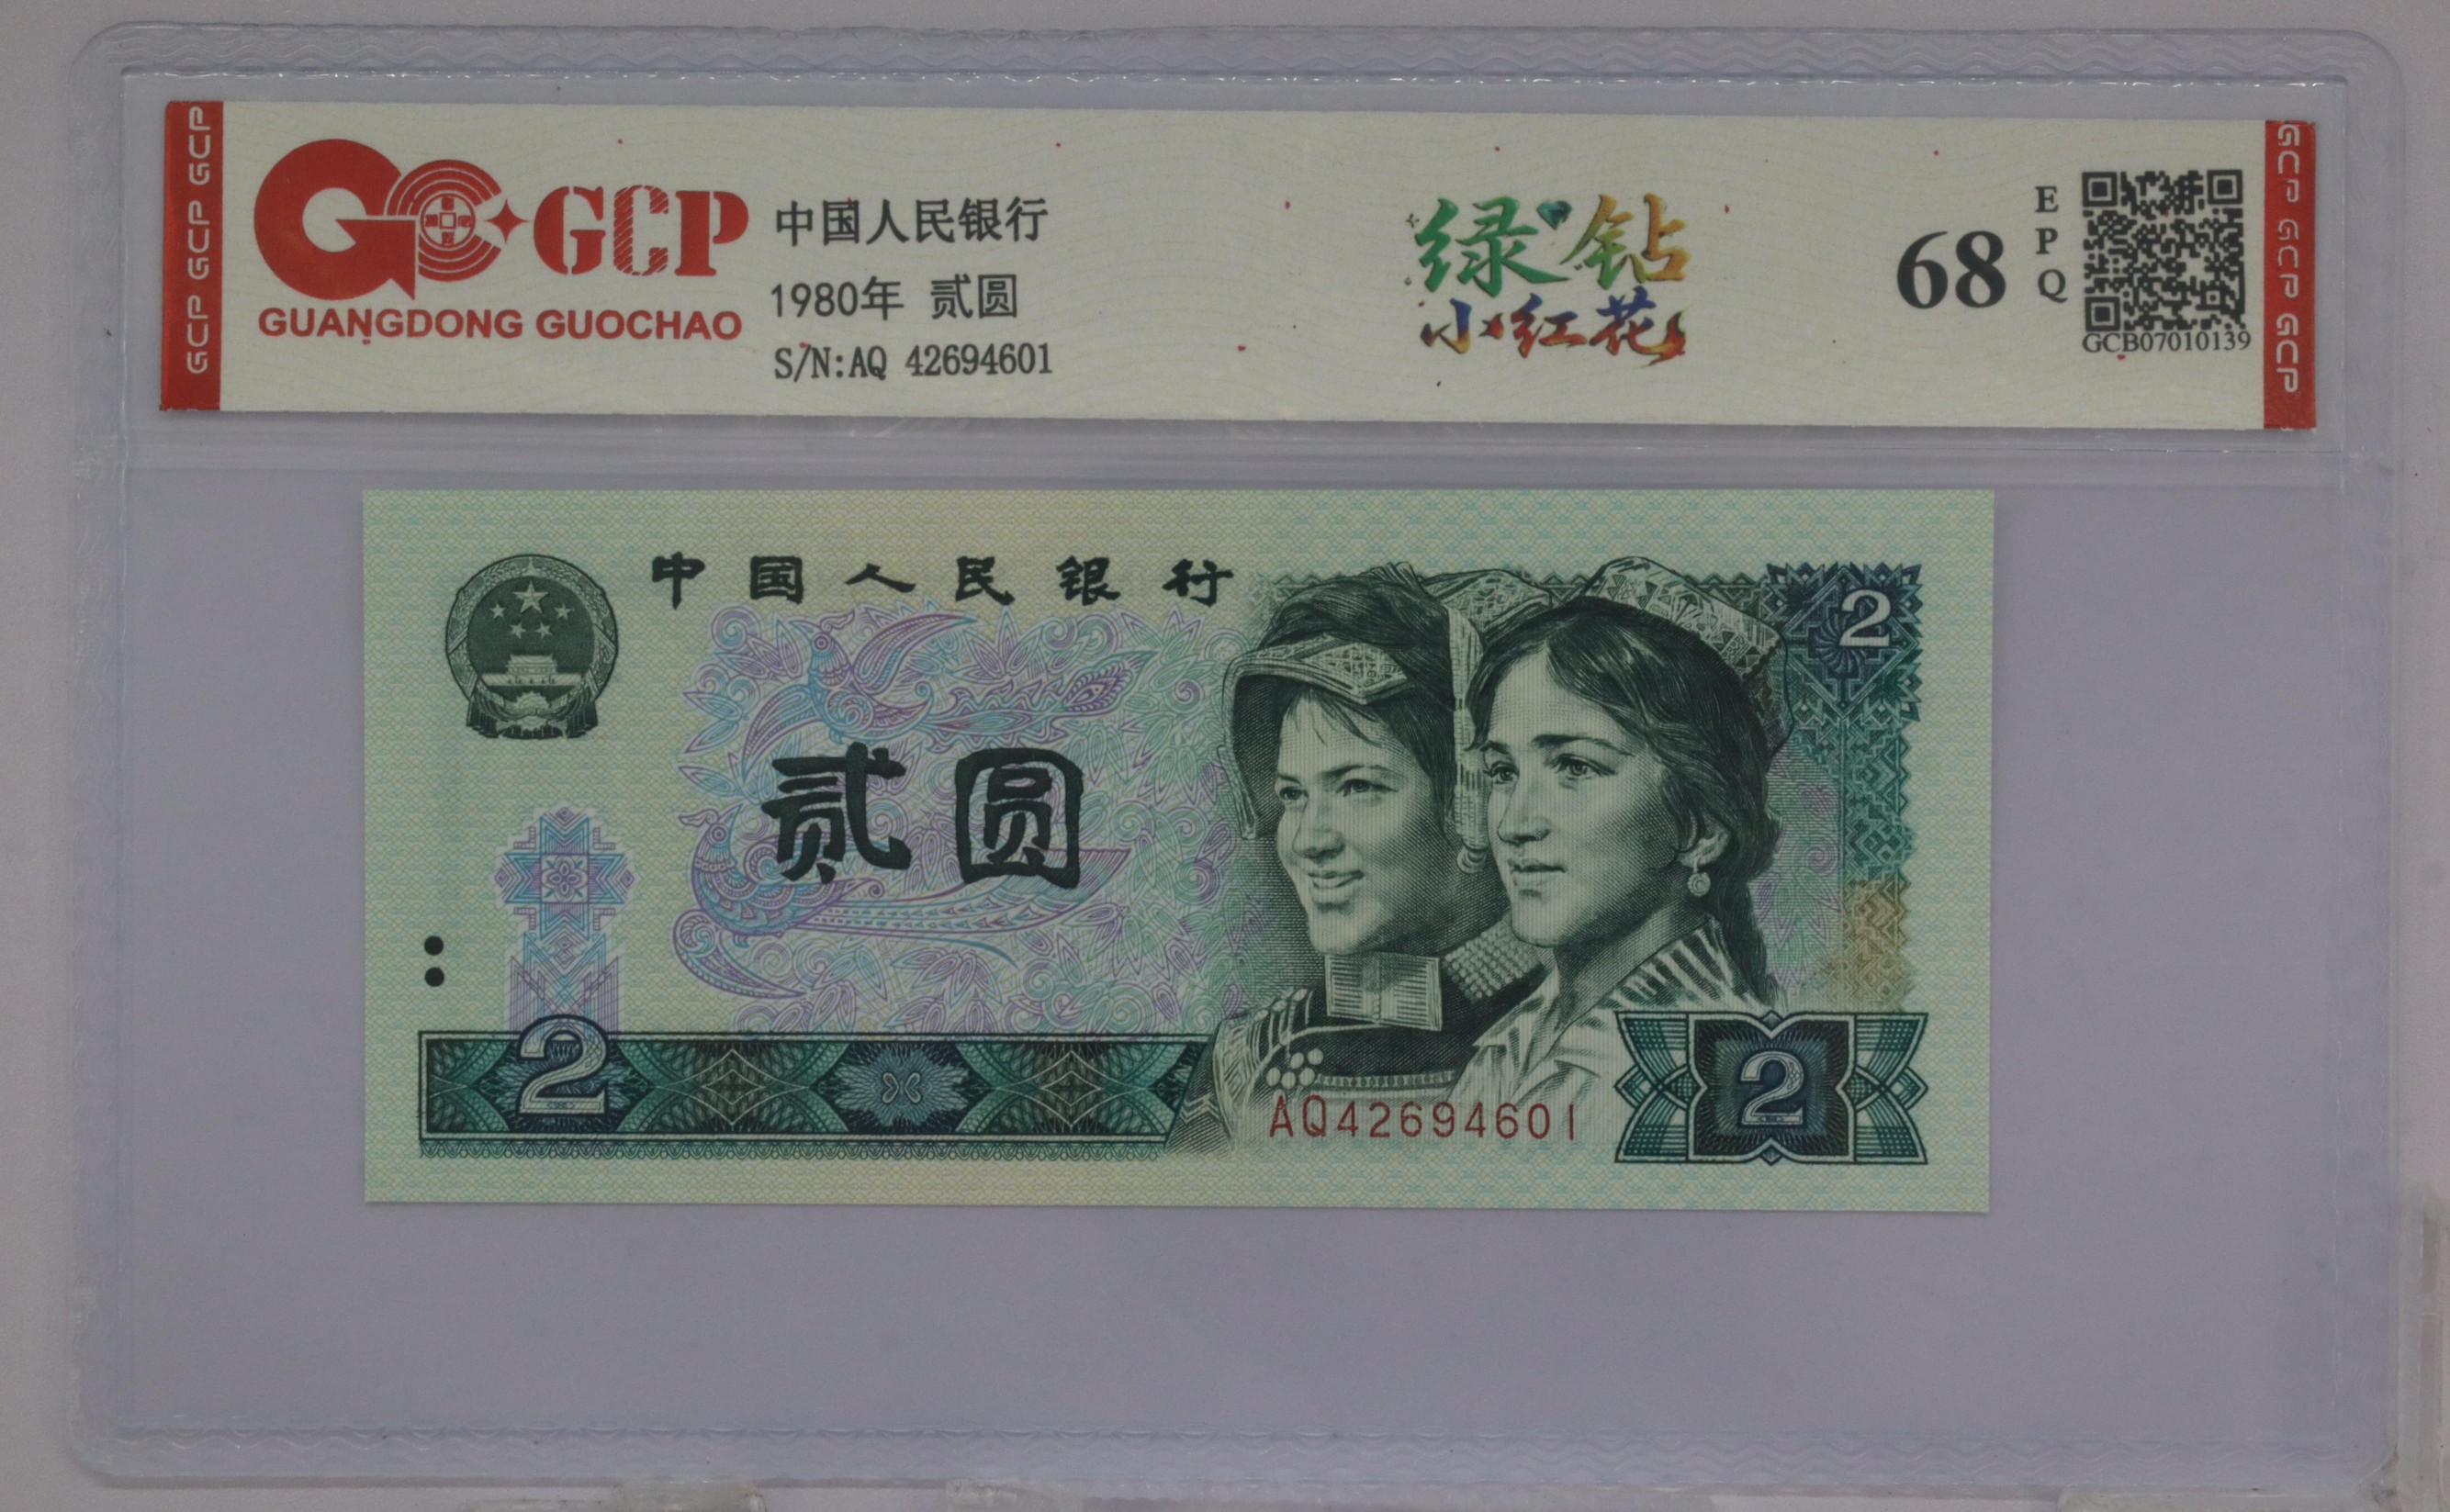 GCP GCP GCP
GCP
GUANGDONG GUOCHAO
中国人民银行
1980年 贰圆
S/N:AQ 42694601
绿钻
小红花
68
EPQ
GCB07010139
GCP GCP GCP
中国人民银行
2
贰圆
2
AQ42694601
2